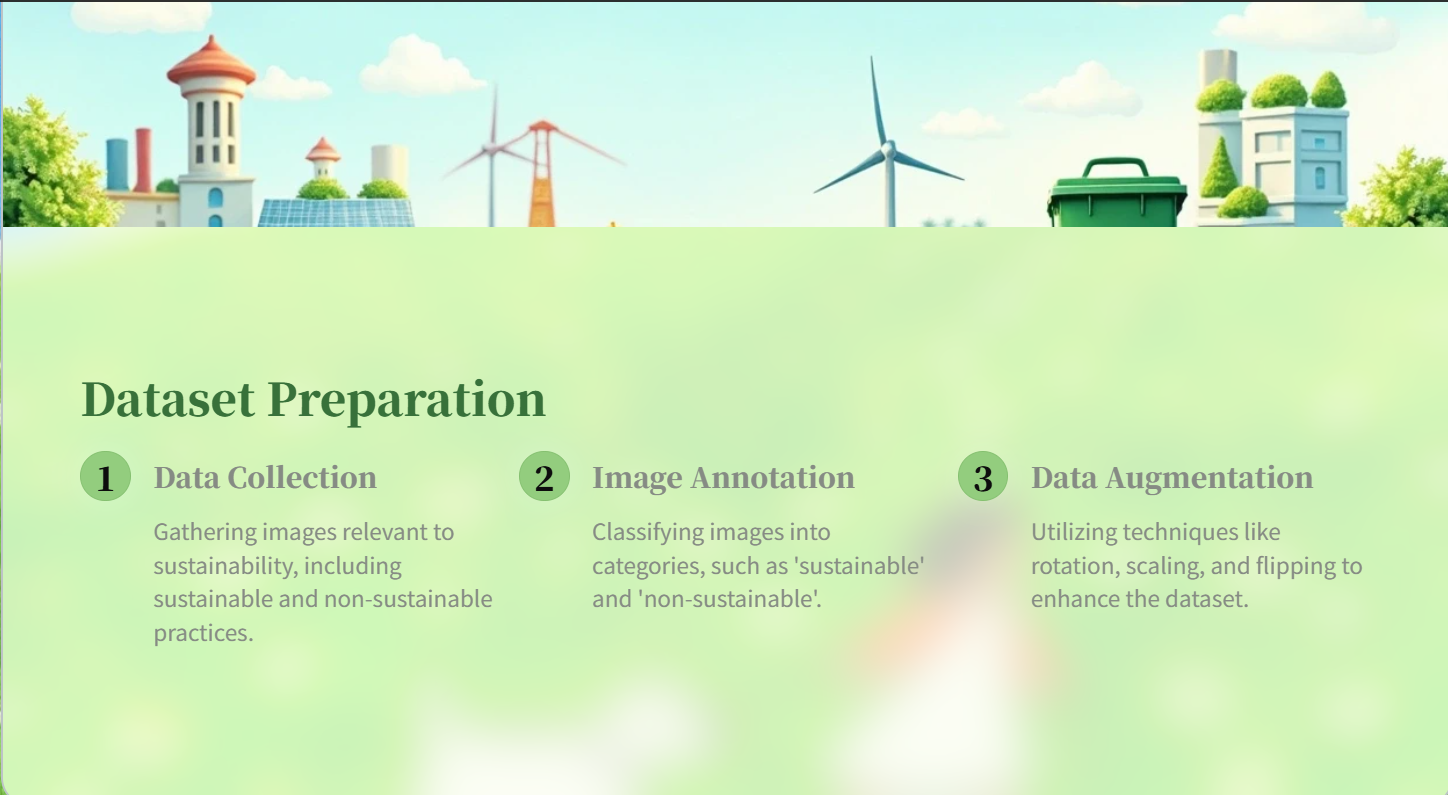 Dataset Preparation
1 Data Collection
Gathering images relevant to
sustainability, including
sustainable and non-sustainable
practices.
2 Image Annotation
Classifying images into
categories, such as 'sustainable'
and 'non-sustainable'.
3 Data Augmentation
Utilizing techniques like
rotation, scaling, and flipping to
enhance the dataset.